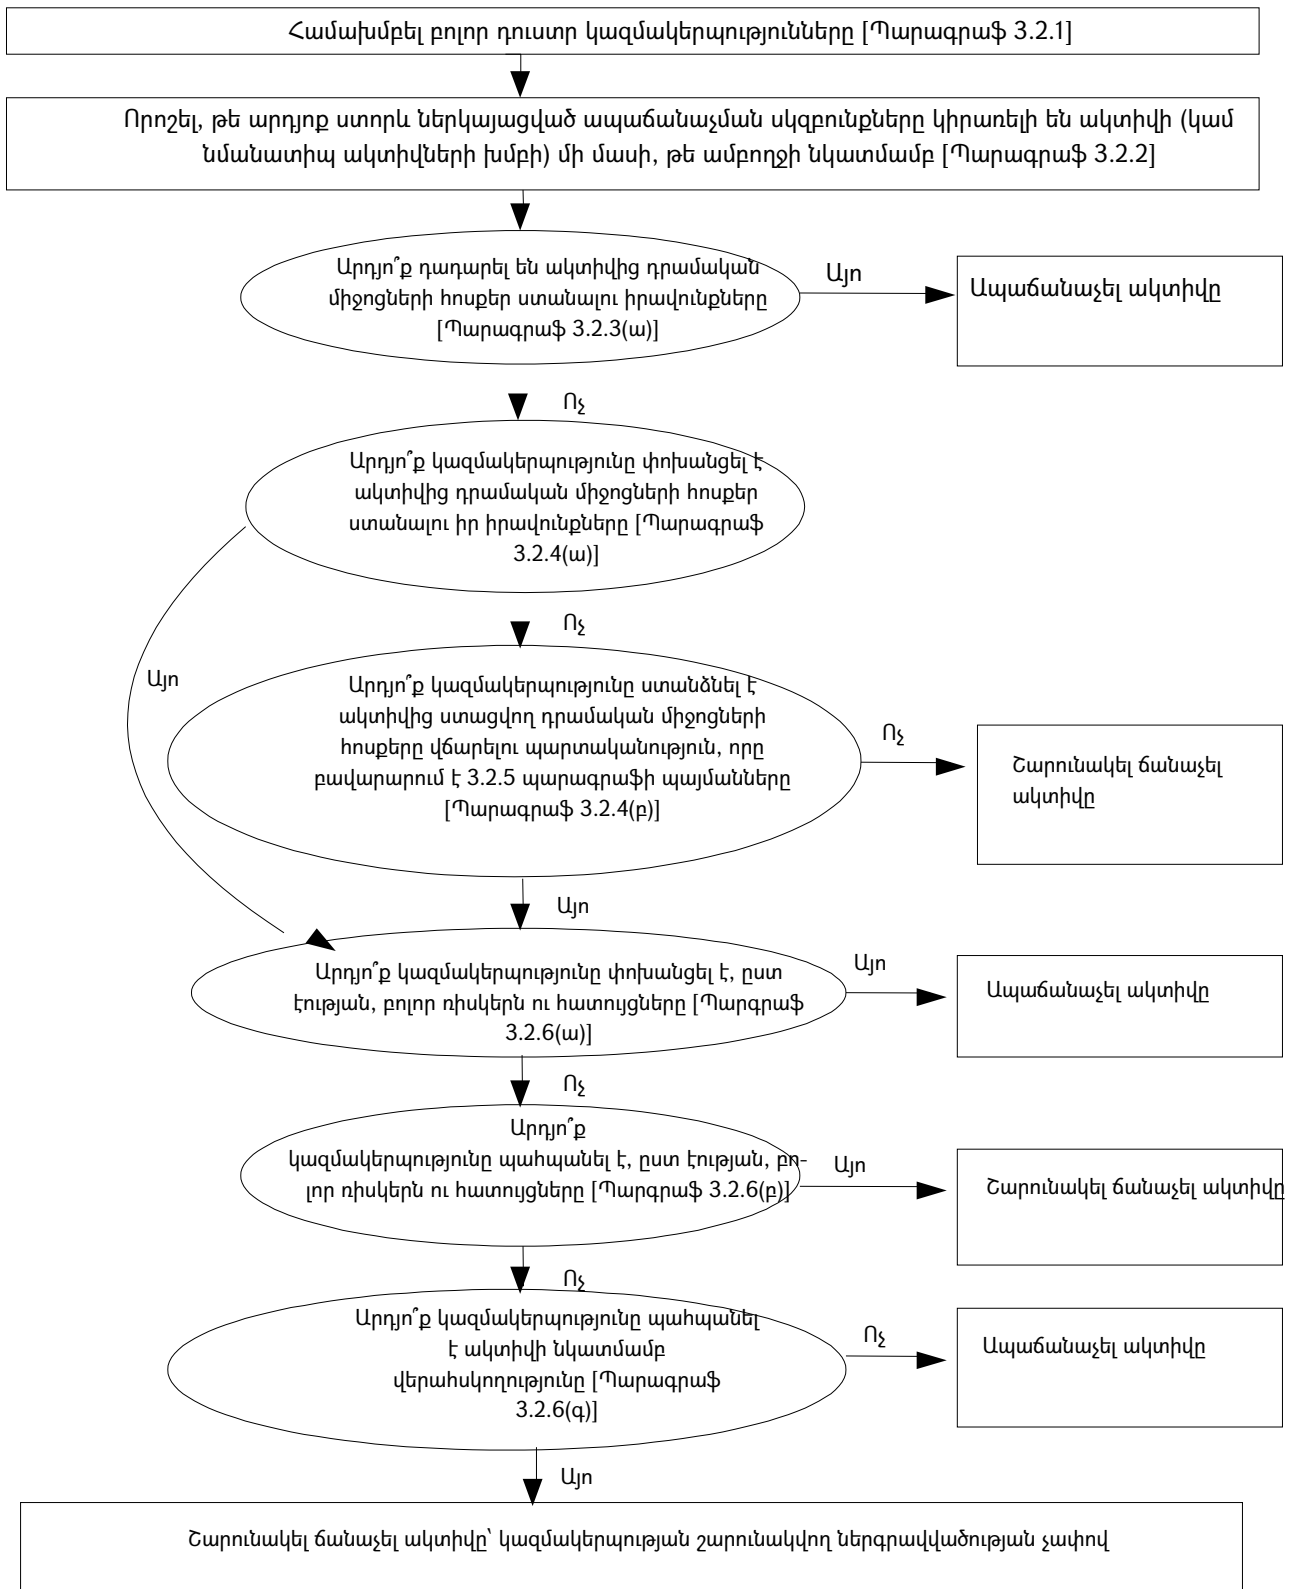 Համախմբել բոլոր դուստր կազմակերպությունները [Պարագրաֆ 3.2.1]
Որոշել, թե արդյոք ստորև ներկայացված ապաճանաչման սկզբունքները կիրառելի են ակտիվի (կամ
նմանատիպ ակտիվների խմբի) մի մասի, թե ամբողջի նկատմամբ [Պարագրաֆ 3.2.2]
Արդյո՞ք դադարել են ակտիվից դրամական
միջոցների հոսքեր ստանալու իրավունքները
[Պարագրաֆ 3.2.3(ա)]
Այո
Ապաճանաչել ակտիվը
Ոչ
Արդյո՞ք կազմակերպությունը փոխանցել է
ակտիվից դրամական միջոցների հոսքեր
ստանալու իր իրավունքները [Պարագրաֆ
3.2.4(ա)]
Ոչ
Այո
Արդյո՞ք կազմակերպությունը ստանձնել է
ակտիվից ստացվող դրամական միջոցների
հոսքերը վճարելու պարտականություն, որը
բավարարում է 3.2.5 պարագրաֆի պայմանները
[Պարագրաֆ 3.2.4(բ)]
Ոչ
Շարունակել ճանաչել
ակտիվը
Այո
Արդյո՞ք կազմակերպությունը փոխանցել է, ըստ
էության, բոլոր ռիսկերն ու հատույցները [Պարգրաֆ
3.2.6(ա)]
Այո
Ապաճանաչել ակտիվը
Ոչ
Արդյո՞ք
կազմակերպությունը պահպանել է, ըստ էության, բո-
լոր ռիսկերն ու հատույցները [Պարգրաֆ 3.2.6(բ)]
Այո
Շարունակել ճանաչել ակտիվը
Ոչ
Արդյո՞ք կազմակերպությունը պահպանել
է ակտիվի նկատմամբ
վերահսկողությունը [Պարագրաֆ
3.2.6(գ)]
Ոչ
Ապաճանաչել ակտիվը
Այո
Շարունակել ճանաչել ակտիվը՝ կազմակերպության շարունակվող ներգրավվածության չափով